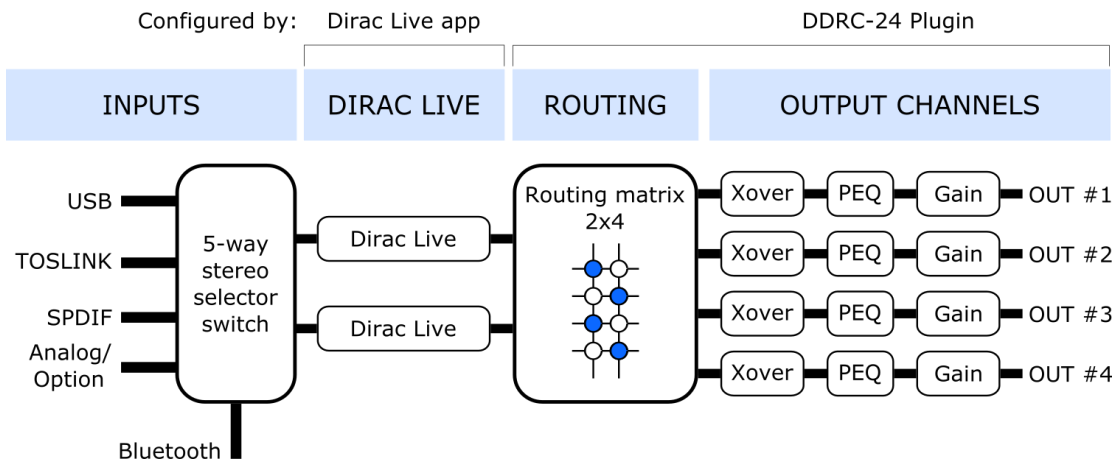 Configured by:
Dirac Live app
DDRC-24 Plugin
INPUTS
DIRAC LIVE
ROUTING
OUTPUT CHANNELS
USB
TOSLINK
SPDIF
Analog/
Option
Bluetooth
5-way
stereo
selector
switch
Dirac Live
Dirac Live
Routing matrix
2x4
Xover
PEQ
Gain
OUT #1
Xover
PEQ
Gain
OUT #2
Xover
PEQ
Gain
OUT #3
Xover
PEQ
Gain
OUT #4